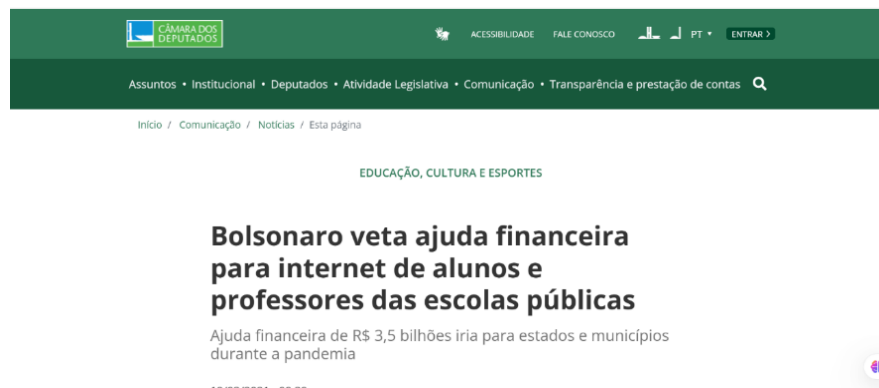 CÂMARA DOS
DEPUTADOS
ACESSIBILIDADE FALE CONOSCO PT ENTRAR >
Assuntos • Institucional • Deputados • Atividade Legislativa • Comunicação • Transparência e prestação de contas
Início / Comunicação / Notícias / Esta página
EDUCAÇÃO, CULTURA E ESPORTES
Bolsonaro veta ajuda financeira
para internet de alunos e
professores das escolas públicas
Ajuda financeira de R$ 3,5 bilhões iria para estados e municípios
durante a pandemia